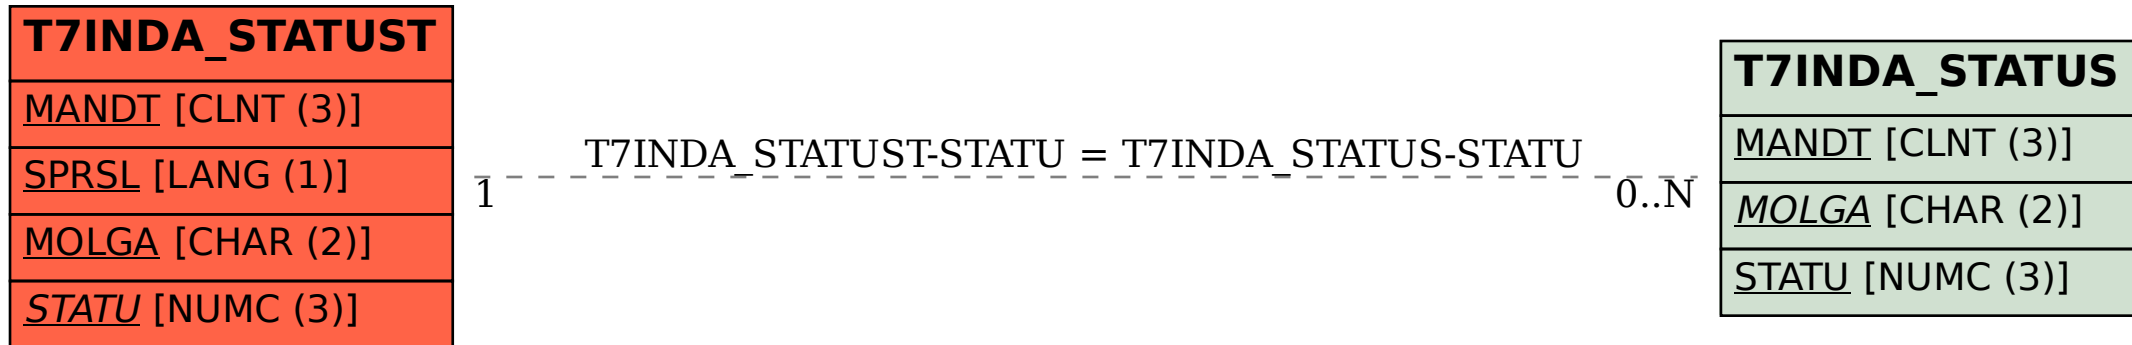 T7INDA_STATUST
MANDT [CLNT (3)]
SPRSL [LANG (1)]
MOLGA [CHAR (2)]
STATU [NUMC (3)]
T7INDA_STATUST-STATU = T7INDA_STATUS-STATU
1
0..N
T7INDA_STATUS
MANDT [CLNT (3)]
MOLGA [CHAR (2)]
STATU [NUMC (3)]